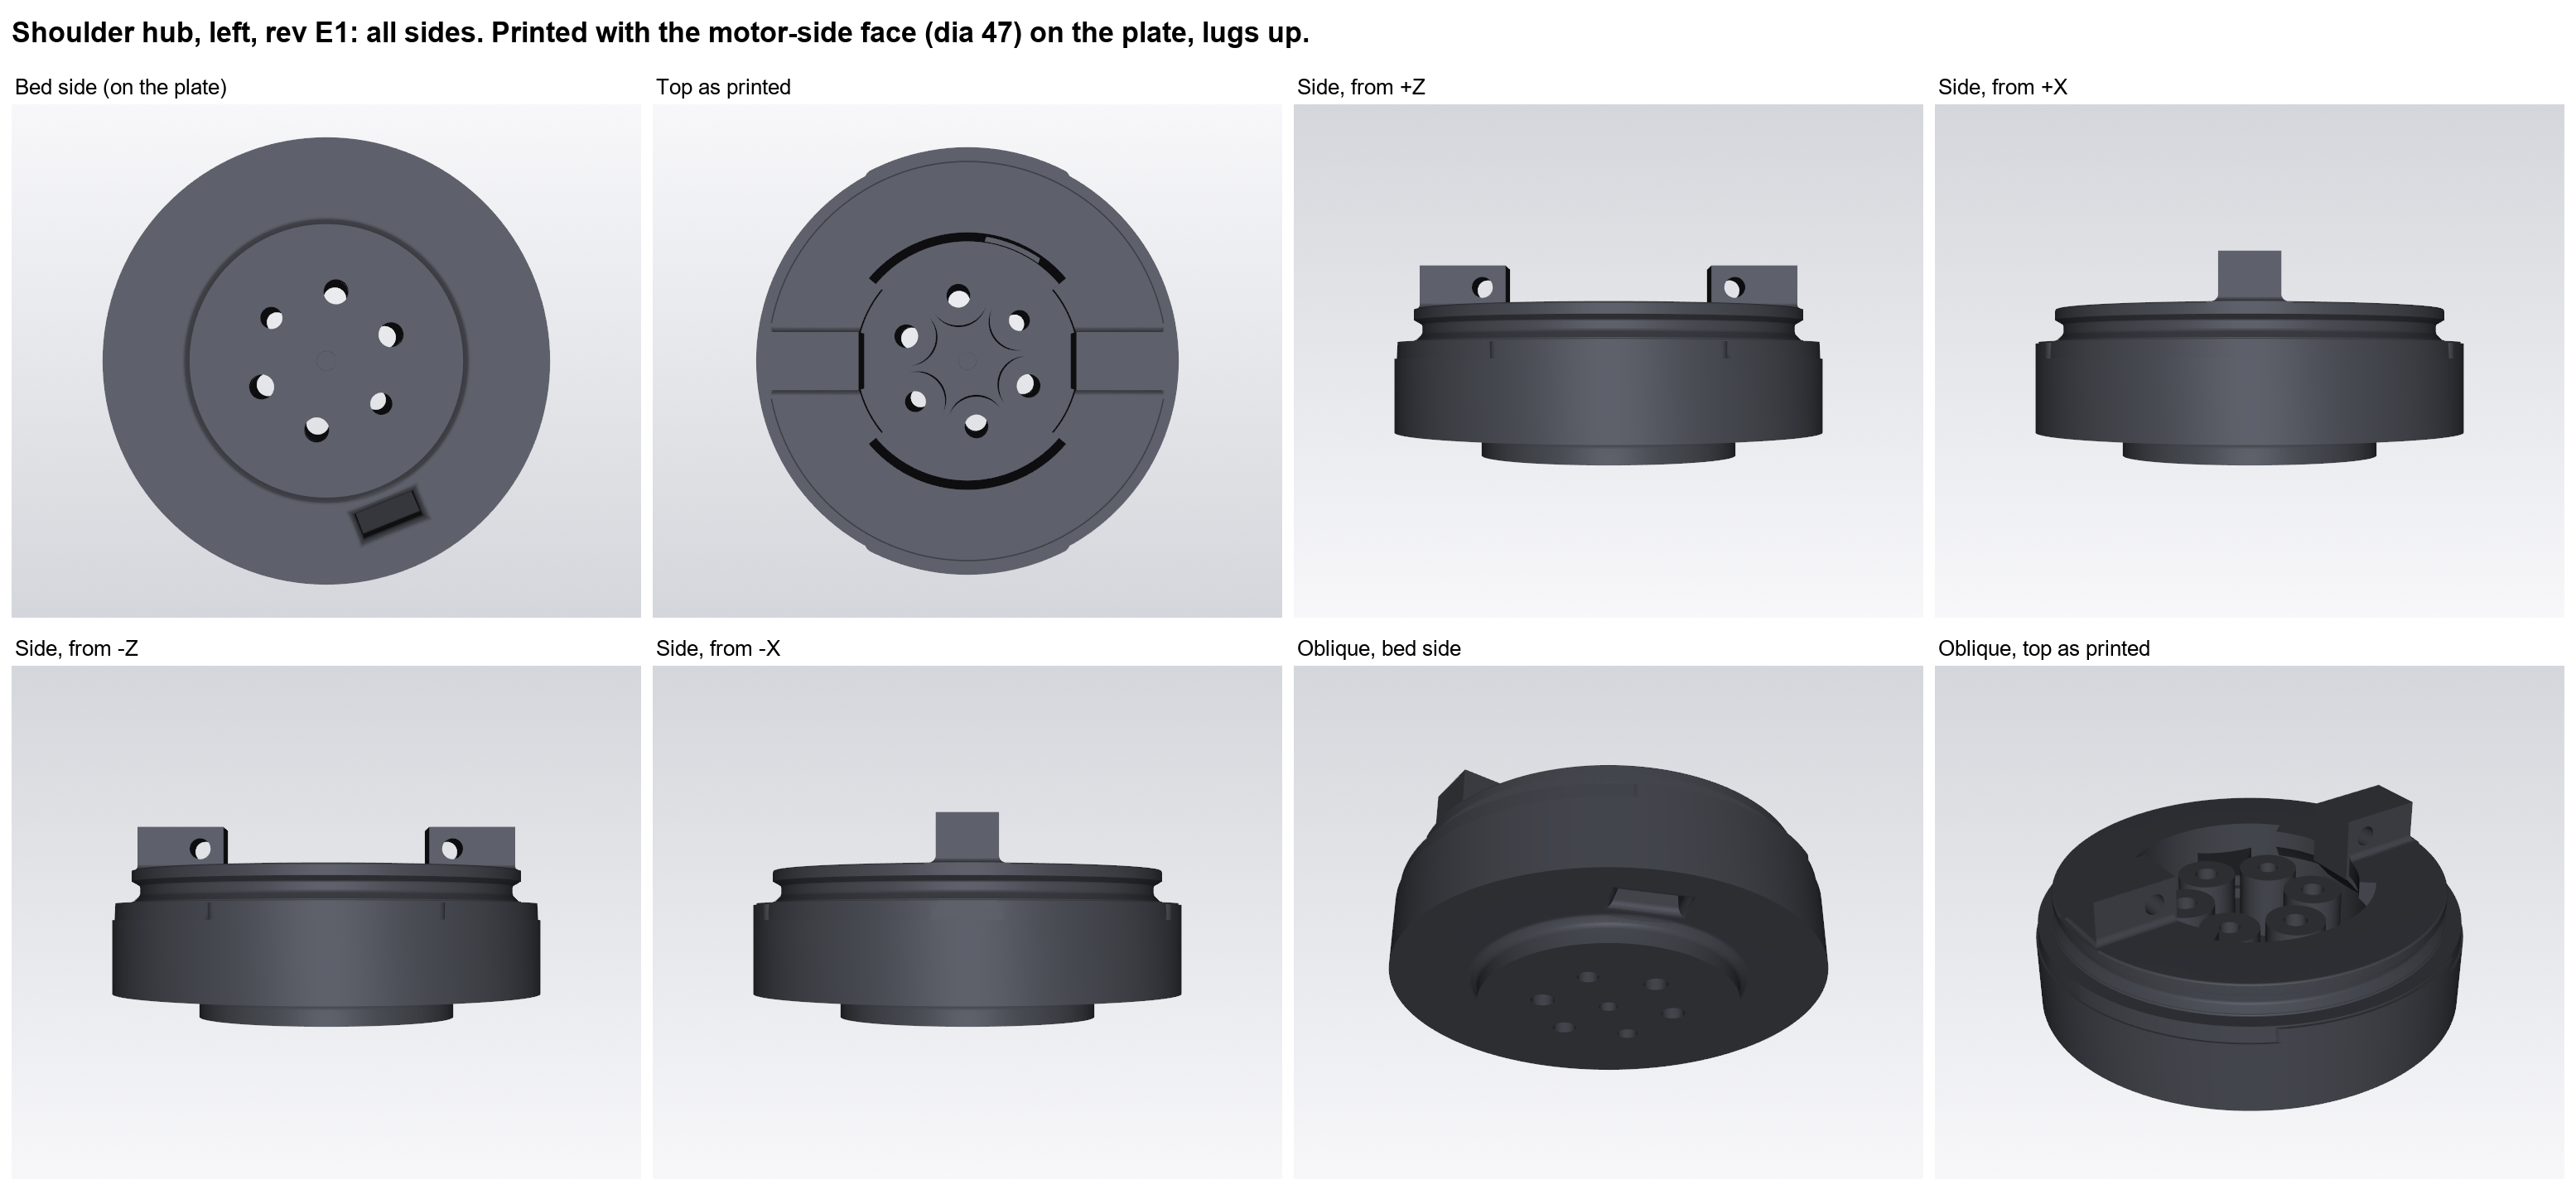 Shoulder hub, left, rev E1: all sides. Printed with the motor-side face (dia 47) on the plate, lugs up.
Bed side (on the plate)
Top as printed
Side, from +Z
Side, from +X
Side, from -Z
Side, from -X
Oblique, bed side
Oblique, top as printed